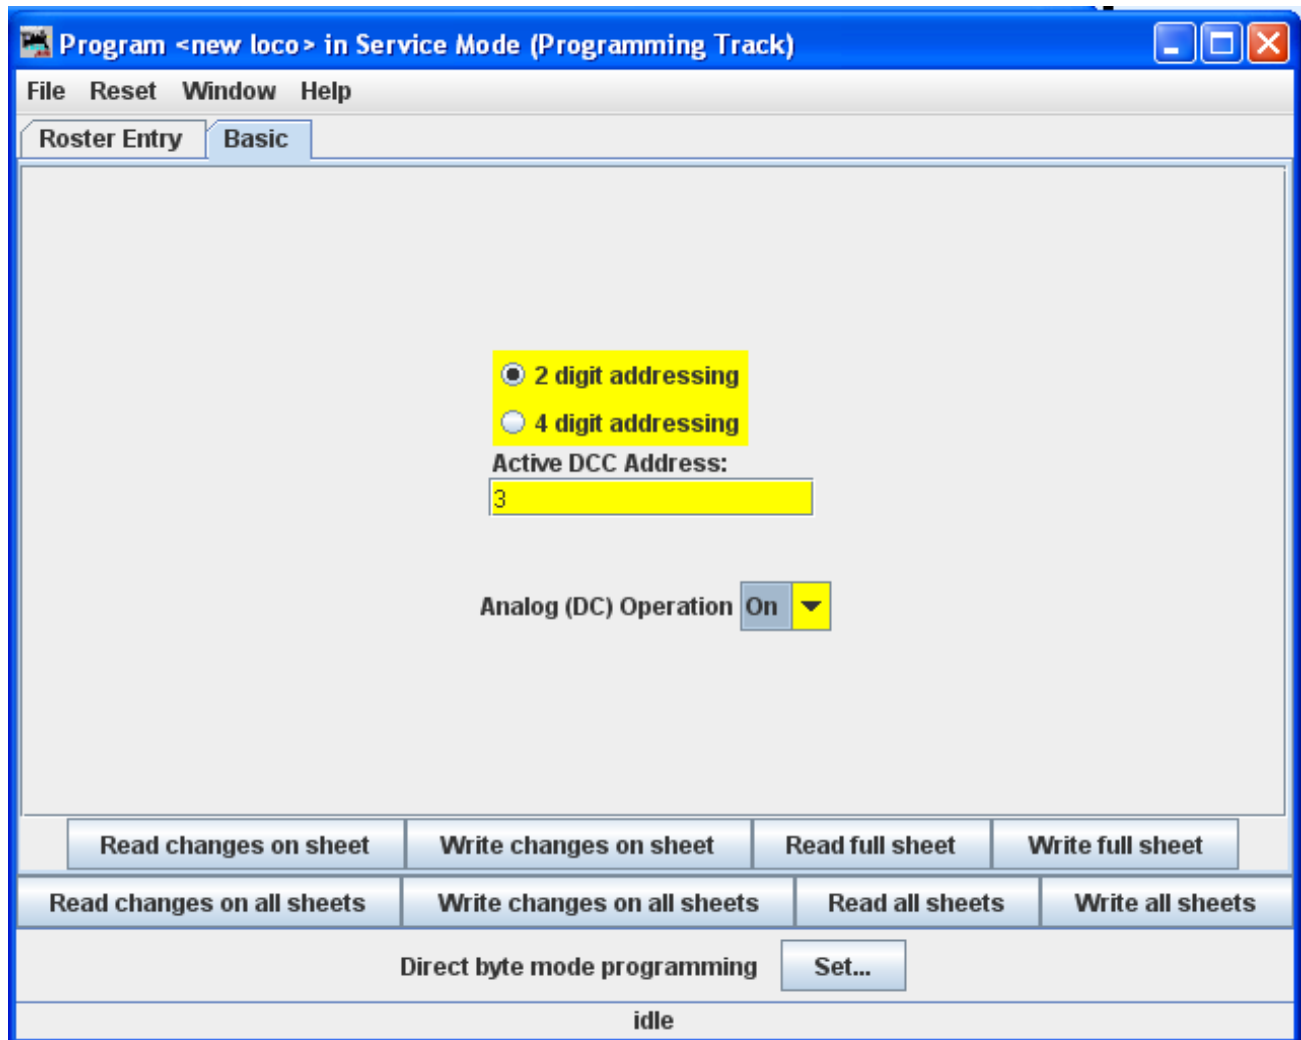 Program <new loco> in Service Mode (Programming Track)
File Reset Window Help
Roster Entry Basic
2 digit addressing
4 digit addressing
Active DCC Address:
3
Analog (DC) Operation On
Read changes on sheet Write changes on sheet Read full sheet Write full sheet
Read changes on all sheets Write changes on all sheets Read all sheets Write all sheets
Direct byte mode programming Set...
idle